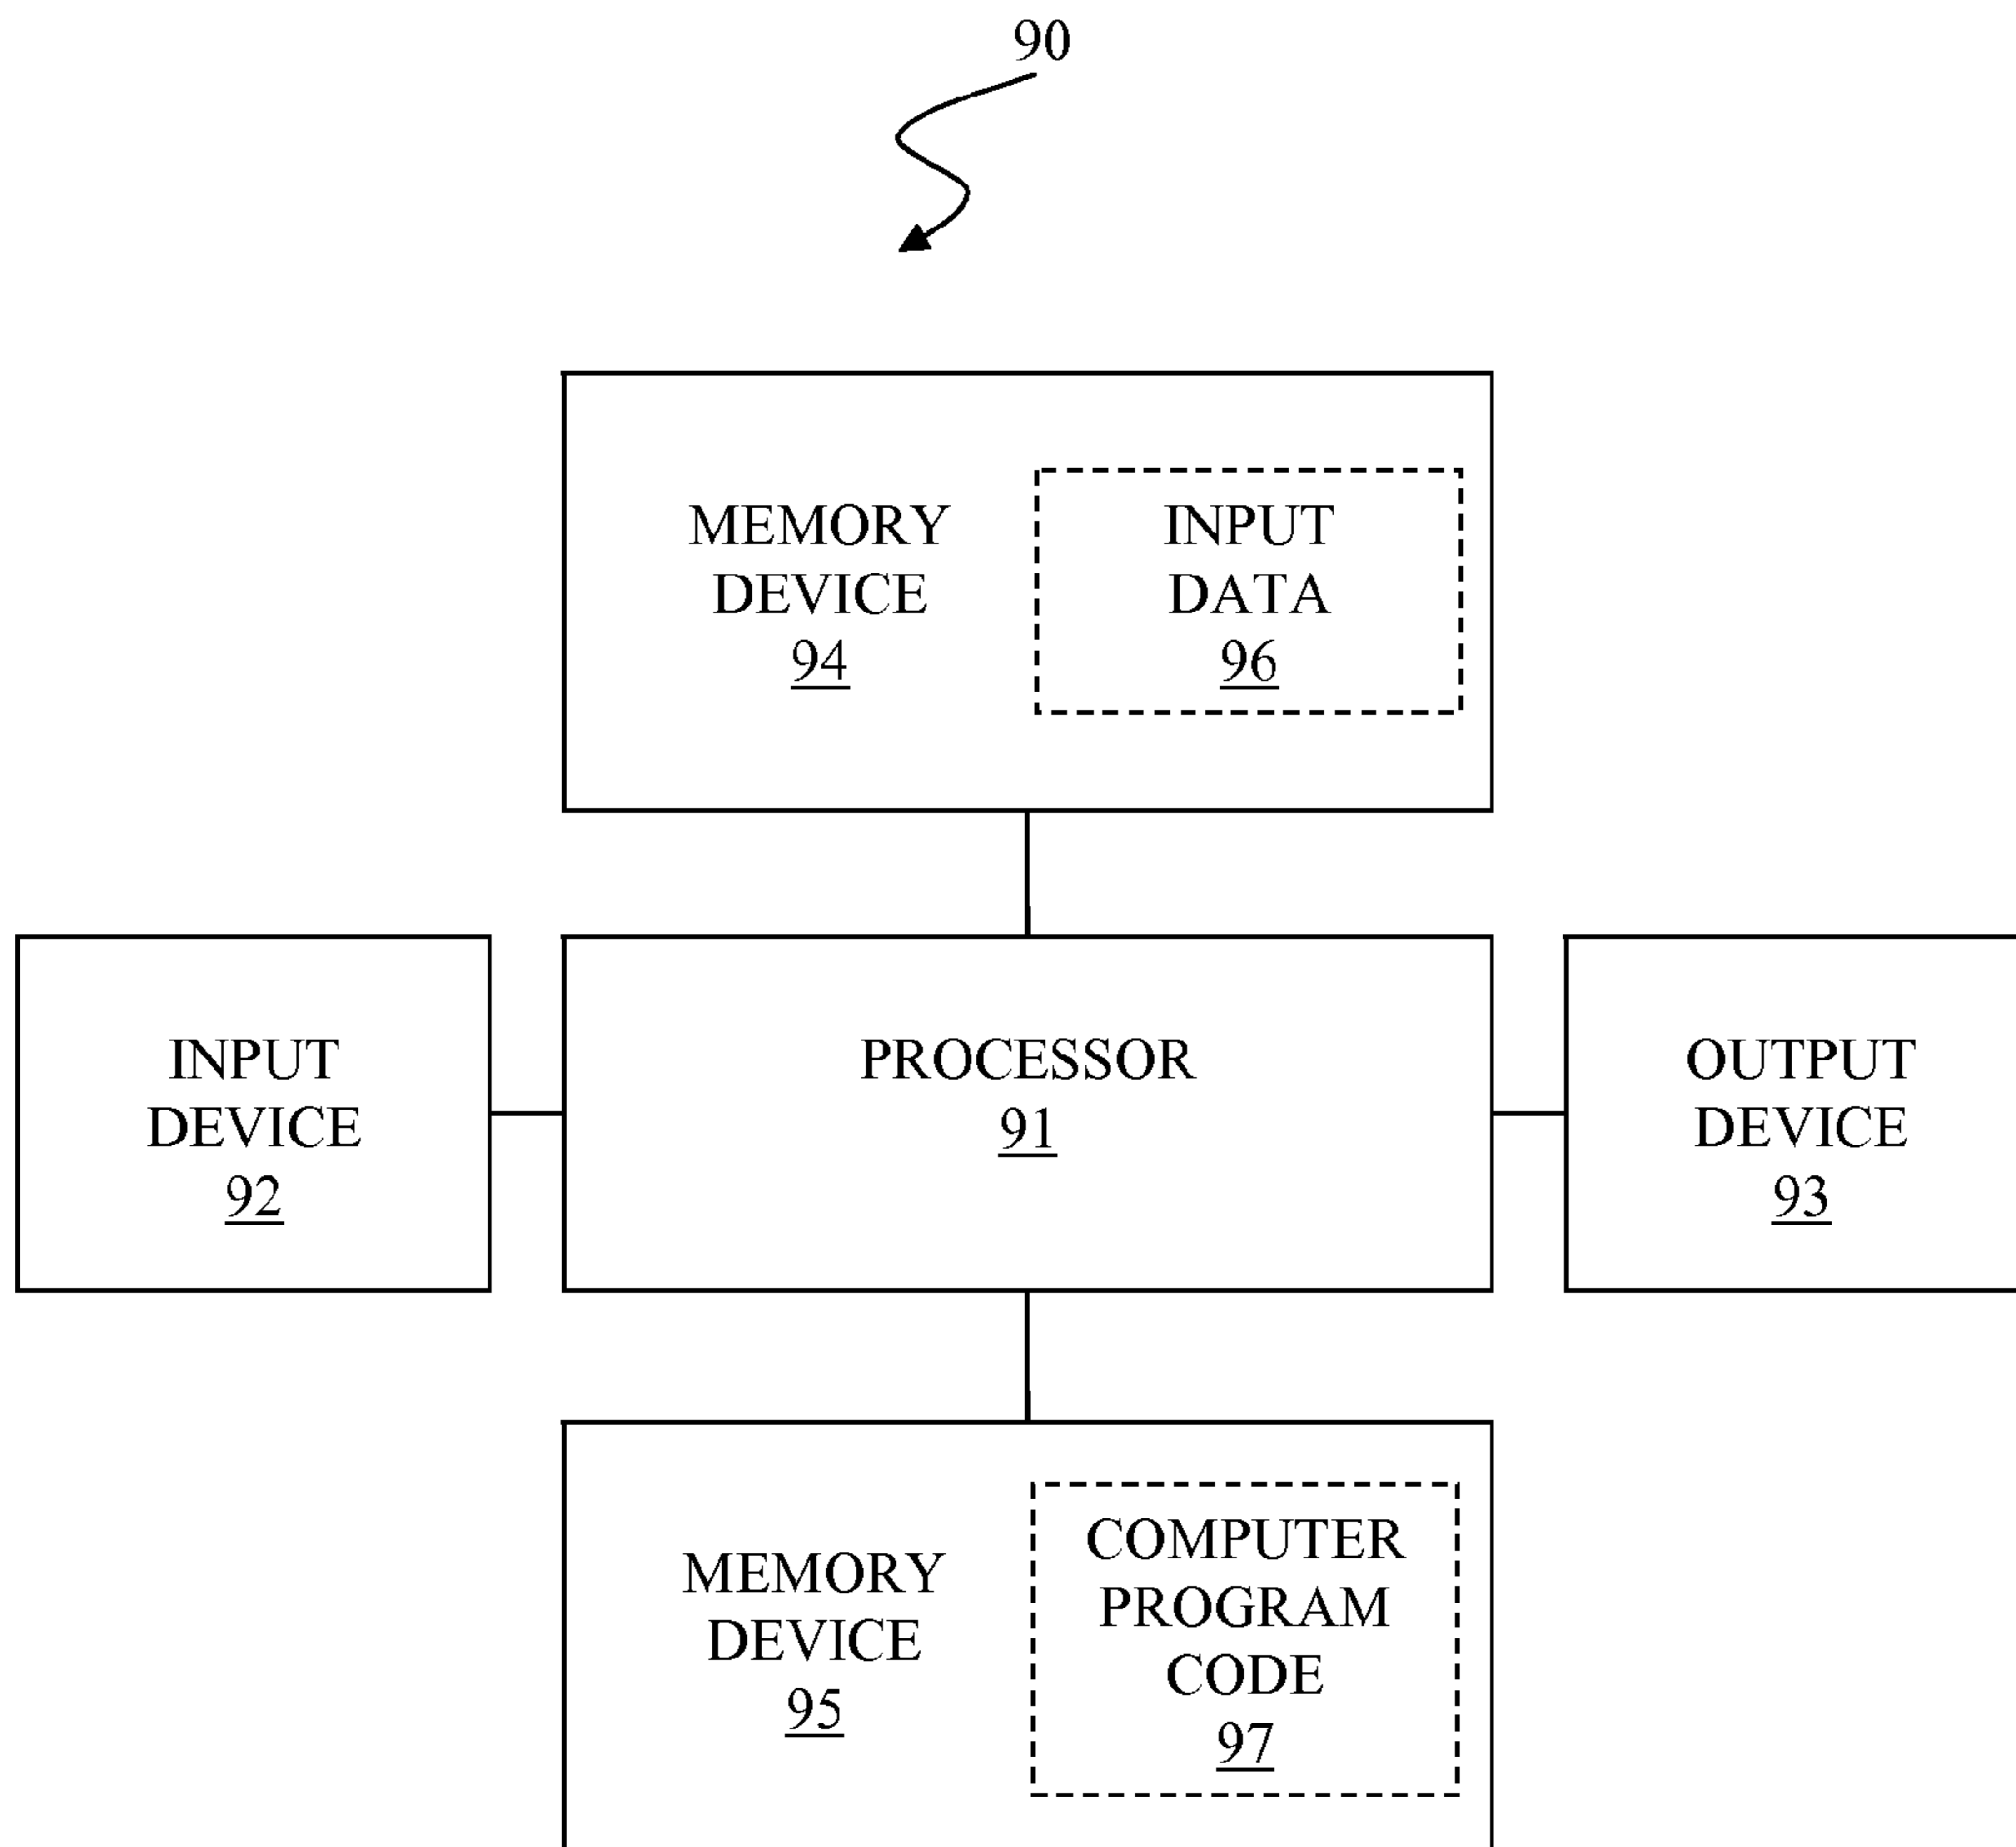 90
MEMORY
DEVICE
94
INPUT
DATA
96
INPUT
DEVICE
92
PROCESSOR
91
OUTPUT
DEVICE
93
MEMORY
DEVICE
95
COMPUTER
PROGRAM
CODE
97